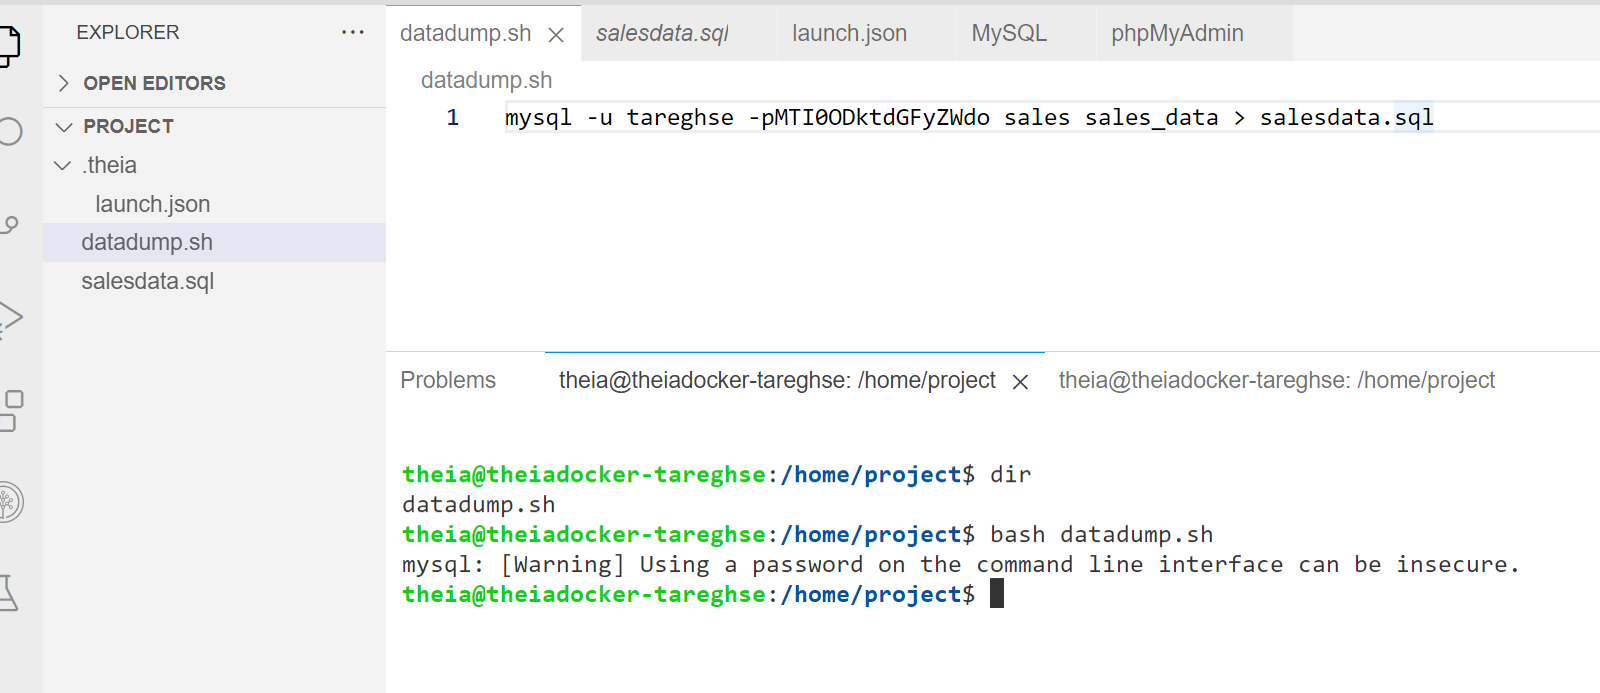 EXPLORER ...
OPEN EDITORS
PROJECT
.theia
launch.json
datadump.sh
salesdata.sql
datadump.sh salesdata.sql launch.json MySQL phpMyAdmin
datadump.sh
1 mysql -u tareghse -pMTI0ODktdGFyZWdo sales sales_data > salesdata.sql
Problems theia@theiadocker-tareghse: /home/project theia@theiadocker-tareghse: /home/project
theia@theiadocker-tareghse:/home/project$ dir
datadump.sh
theia@theiadocker-tareghse:/home/project$ bash datadump.sh
mysql: [Warning] Using a password on the command line interface can be insecure.
theia@theiadocker-tareghse:/home/project$